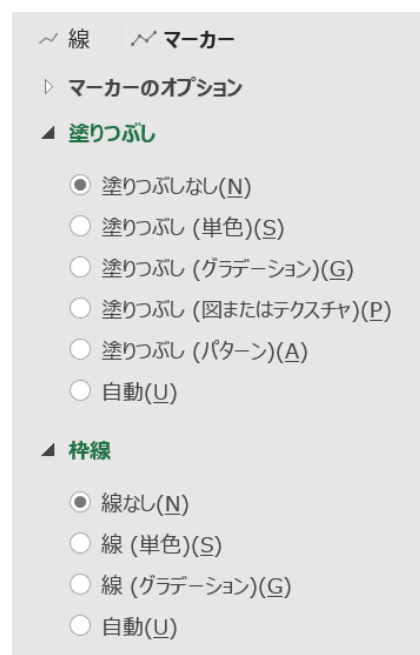 線 マーカー
マーカーのオプション
塗りつぶし
塗りつぶしなし(N)
塗りつぶし (単色)(S)
塗りつぶし (グラデーション)(G)
塗りつぶし (図またはテクスチャ)(P)
塗りつぶし (パターン)(A)
自動(U)
枠線
線なし(N)
線 (単色)(S)
線 (グラデーション)(G)
自動(U)